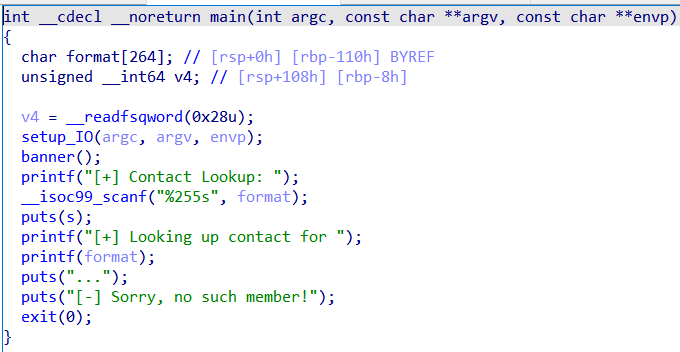 int __cdecl __noreturn main(int argc, const char **argv, const char **envp)
{
  char format[264]; // [rsp+0h] [rbp-110h] BYREF
  unsigned __int64 v4; // [rsp+108h] [rbp-8h]

  v4 = __readfsqword(0x28u);
  setup_IO(argc, argv, envp);
  banner();
  printf("[+] Contact Lookup: ");
  __isoc99_scanf("%255s", format);
  puts(s);
  printf("[+] Looking up contact for ");
  printf(format);
  puts("...");
  puts("[-] Sorry, no such member!");
  exit(0);
}